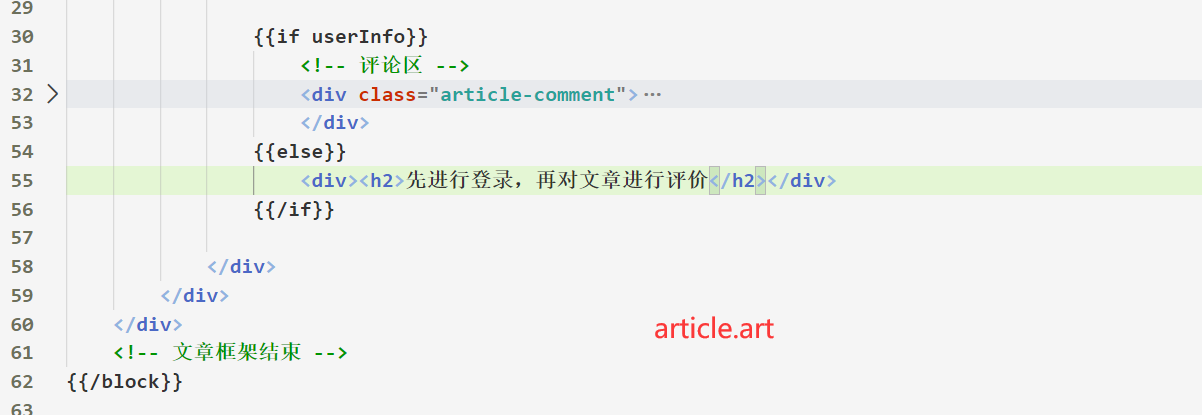 29
30 {{if userInfo}}
31 <!-- 评论区 -->
32 <div class="article-comment">…
53 </div>
54 {{else}}
55 <div><h2>先进行登录，再对文章进行评价</h2></div>
56 {{/if}}
57
58 </div>
59 </div>
60 </div>
article.art
61 <!-- 文章框架结束 -->
62 {{/block}}
63